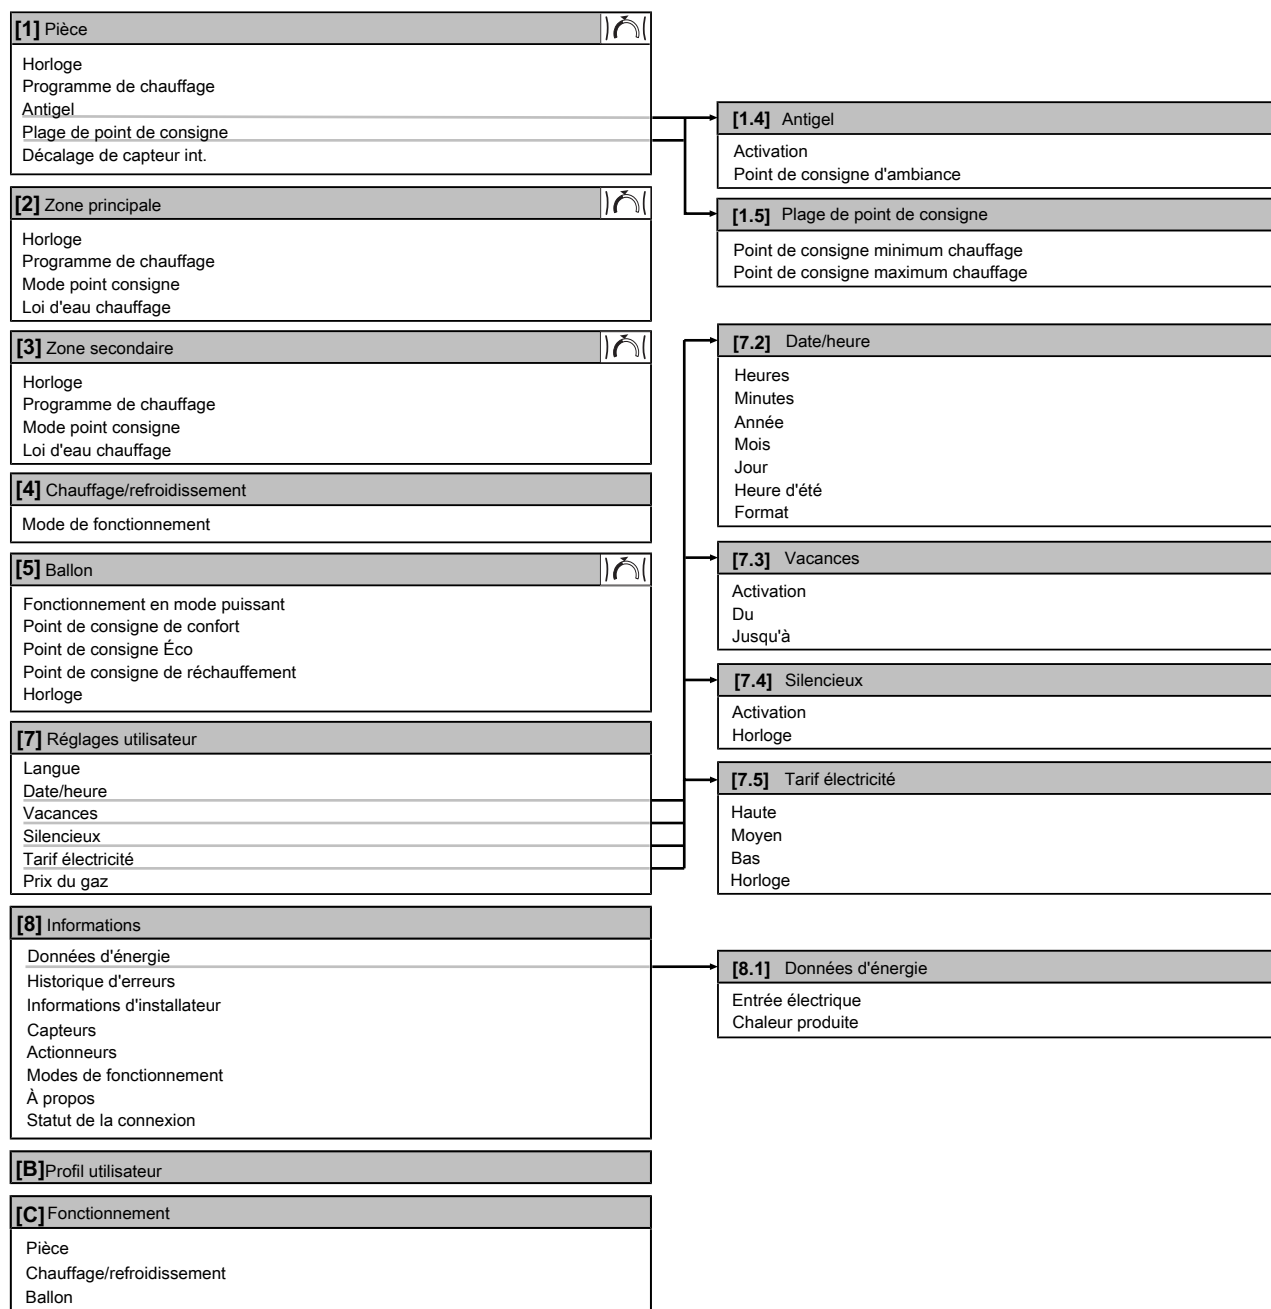 [1] Pièce
Horloge
Programme de chauffage
Antigel
Plage de point de consigne
Décalage de capteur int.
[2] Zone principale
Horloge
Programme de chauffage
Mode point consigne
Loi d'eau chauffage
[3] Zone secondaire
Horloge
Programme de chauffage
Mode point consigne
Loi d'eau chauffage
[4] Chauffage/refroidissement
Mode de fonctionnement
[5] Ballon
Fonctionnement en mode puissant
Point de consigne de confort
Point de consigne Éco
Point de consigne de réchauffement
Horloge
[7] Réglages utilisateur
Langue
Date/heure
Vacances
Silencieux
Tarif électricité
Prix du gaz
[8] Informations
Données d'énergie
Historique d'erreurs
Informations d'installateur
Capteurs
Actionneurs
Modes de fonctionnement
À propos
Statut de la connexion
[B] Profil utilisateur
[C] Fonctionnement
Pièce
Chauffage/refroidissement
Ballon
[1.4] Antigel
Activation
Point de consigne d'ambiance
[1.5] Plage de point de consigne
Point de consigne minimum chauffage
Point de consigne maximum chauffage
[7.2] Date/heure
Heures
Minutes
Année
Mois
Jour
Heure d'été
Format
[7.3] Vacances
Activation
Du
Jusqu'à
[7.4] Silencieux
Activation
Horloge
[7.5] Tarif électricité
Haute
Moyen
Bas
Horloge
[8.1] Données d'énergie
Entrée électrique
Chaleur produite